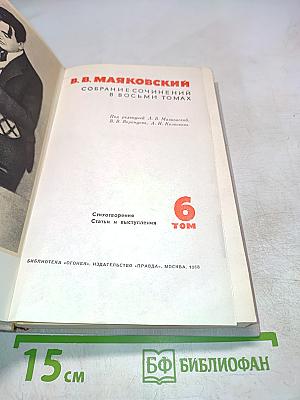 В. В. МАЯКОВСКИЙ
СОБРАНИЕ СОЧИНЕНИЙ
В ВОСЬМИ ТОМАХ
Под редакцией Л. В. Маяковской,
В. В. Воронцова, А. И. Колоскова
Стихотворения
Статьи и выступления
6
ТОМ
БИБЛИОТЕКА «ОГОНЕК». ИЗДАТЕЛЬСТВО «ПРАВДА». МОСКВА, 1968
15 см
БФ БИБЛИОФАН